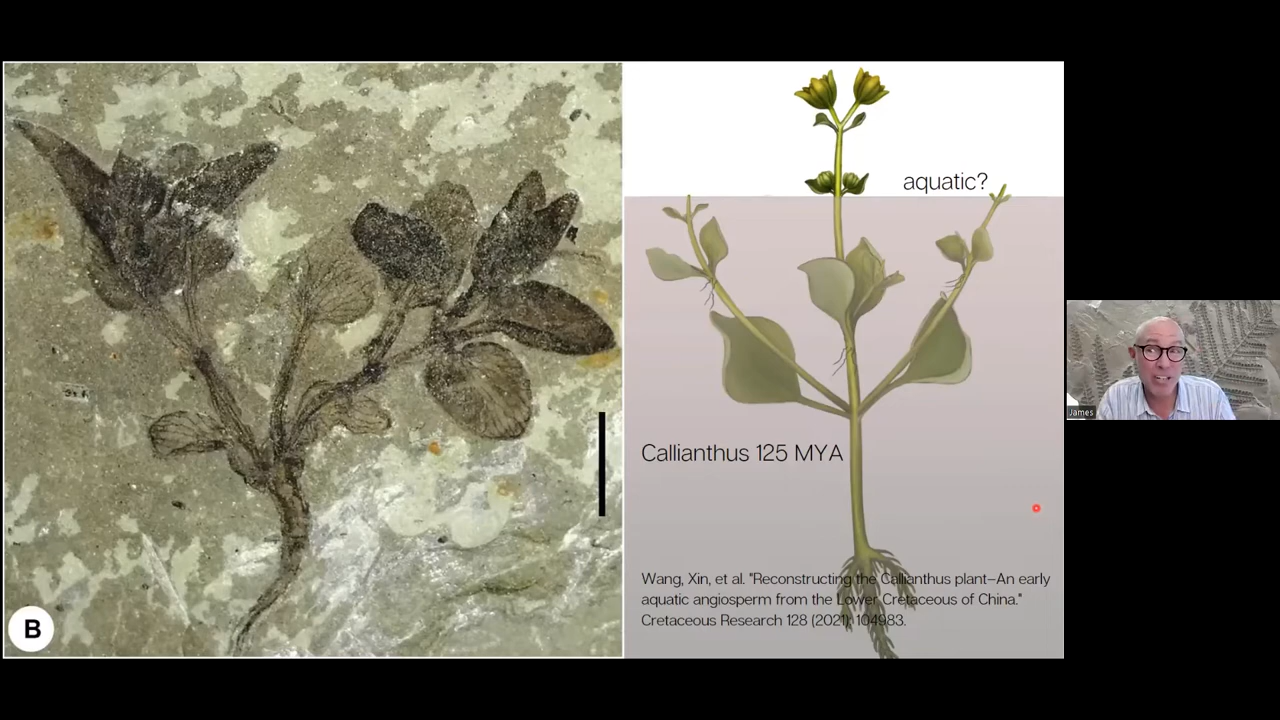 B
aquatic?
Callianthus 125 MYA
Wang, Xin, et al. "Reconstructing the Callianthus plant–An early
aquatic angiosperm from the Lower Cretaceous of China."
Cretaceous Research 128 (2021): 104983.
James